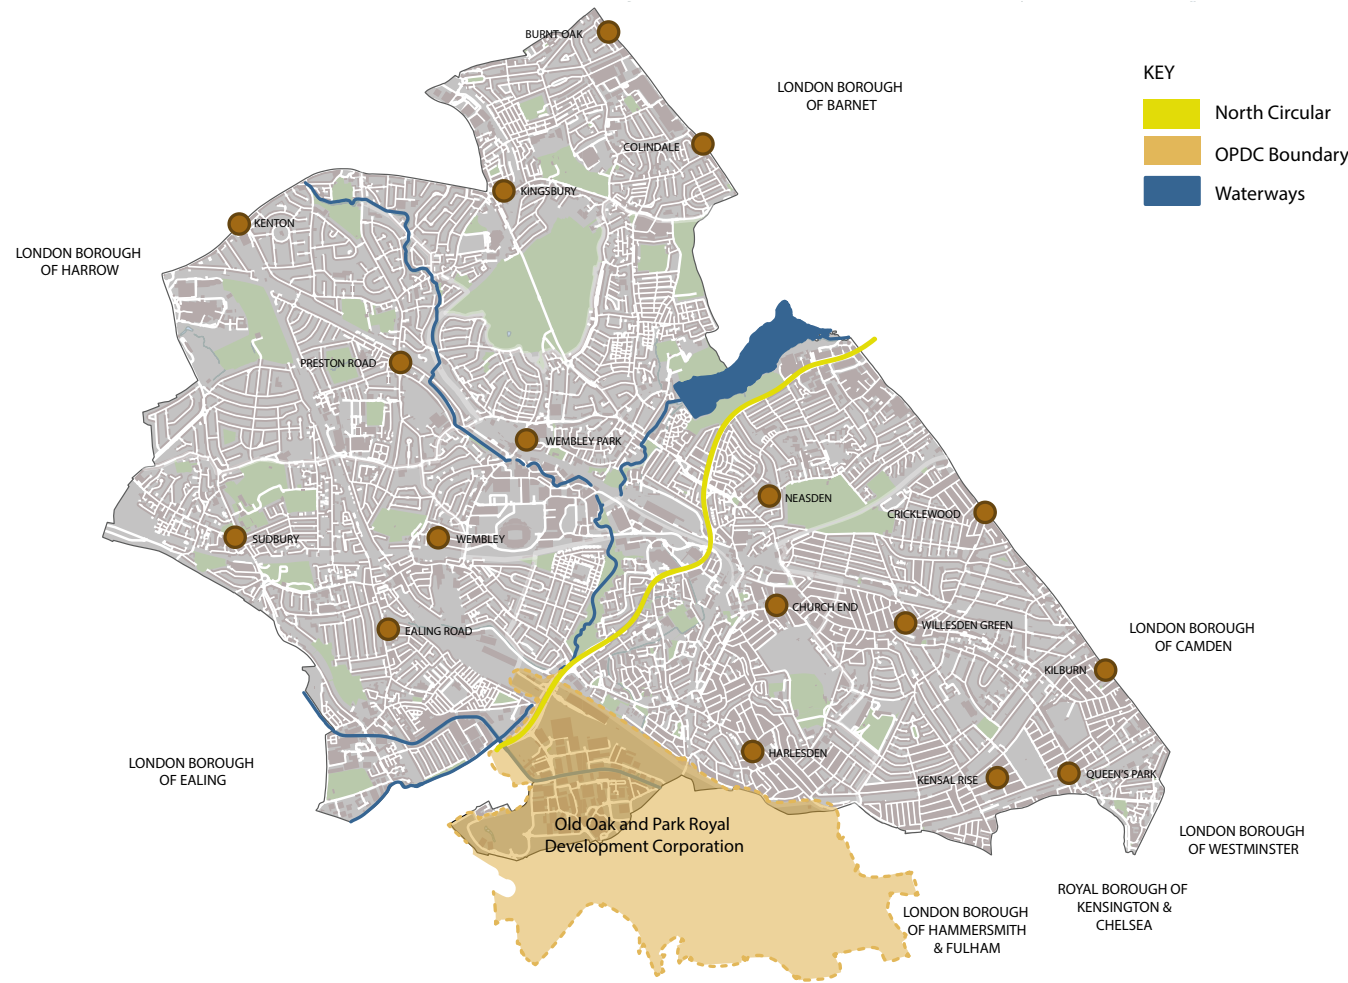 BURNT OAK
KEY
LONDON BOROUGH
OF BARNET
North Circular
COLINDALE
OPDC Boundary
KINGSBURY
Waterways
KENTON
LONDON BOROUGH
OF HARROW
PRESTON ROAD
WEMBLEY PARK
NEASDEN
CRICKLEWOOD
SUDBURY
WEMBLEY
CHURCH END
EALING ROAD
WILLESDEN GREEN
LONDON BOROUGH
OF CAMDEN
KILBURN
HARLESDEN
LONDON BOROUGH
OF EALING
KENSAL RISE
QUEEN'S PARK
Old Oak and Park Royal
Development Corporation
LONDON BOROUGH
OF WESTMINSTER
ROYAL BOROUGH OF
KENSINGTON &
CHELSEA
LONDON BOROUGH
OF HAMMERSMITH
& FULHAM